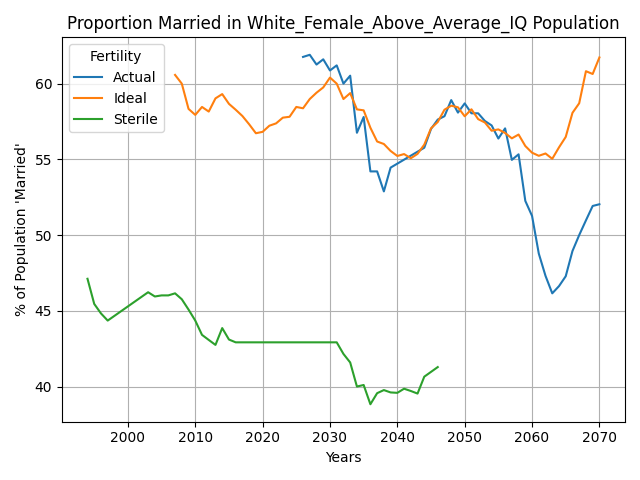 Proportion Married in White_Female_Above_Average_IQ Population
Fertility
Actual
Ideal
Sterile
% of Population 'Married'
60
55
50
45
40
2000 2010 2020 2030 2040 2050 2060 2070
Years